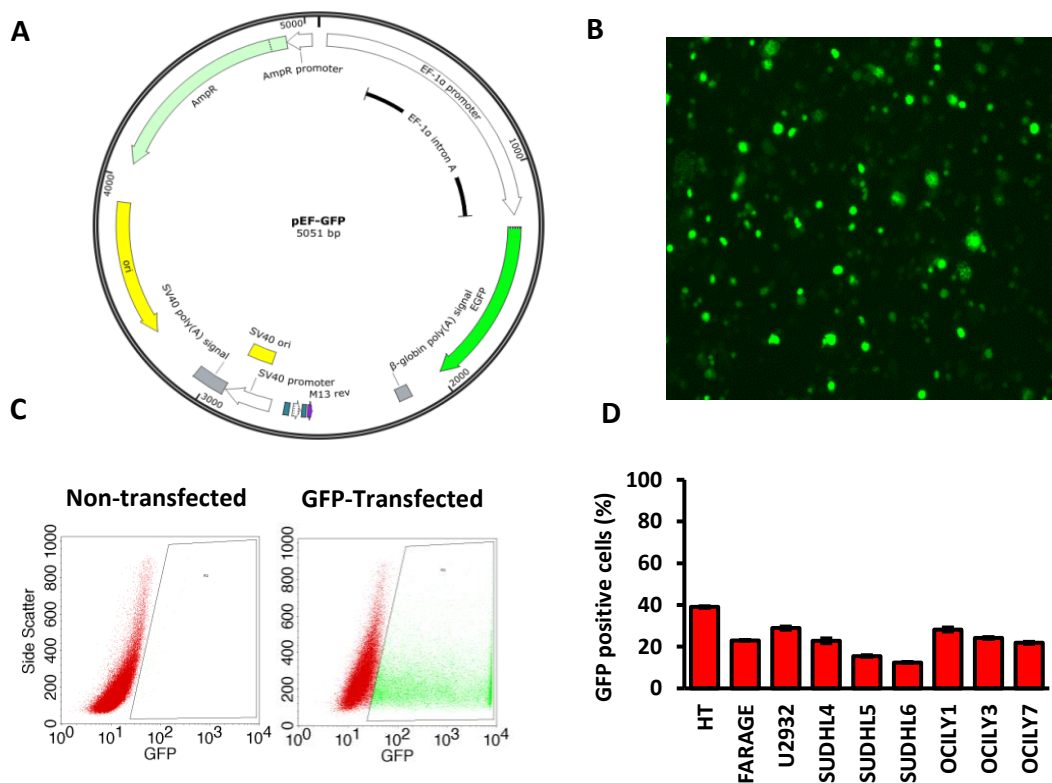 A
5000
AmpR promoter
AmpR
EF-1α promoter
EF-1α intron A
1000
4000
pEF-GFP
5051 bp
ori
EGFP
β-globin poly(A) signal
SV40 poly(A) signal
SV40 ori
SV40 promoter
M13 rev
2000
3000
B
C
Non-transfected
GFP-Transfected
Side Scatter
0 200 400 600 800 1000
10⁰ 10¹ 10² 10³ 10⁴
GFP
0 200 400 600 800 1000
10⁰ 10¹ 10² 10³ 10⁴
GFP
D
GFP positive cells (%)
100
80
60
40
20
0
HT
FARAGE
U2932
SUDHL4
SUDHL5
SUDHL6
OCILY1
OCILY3
OCILY7